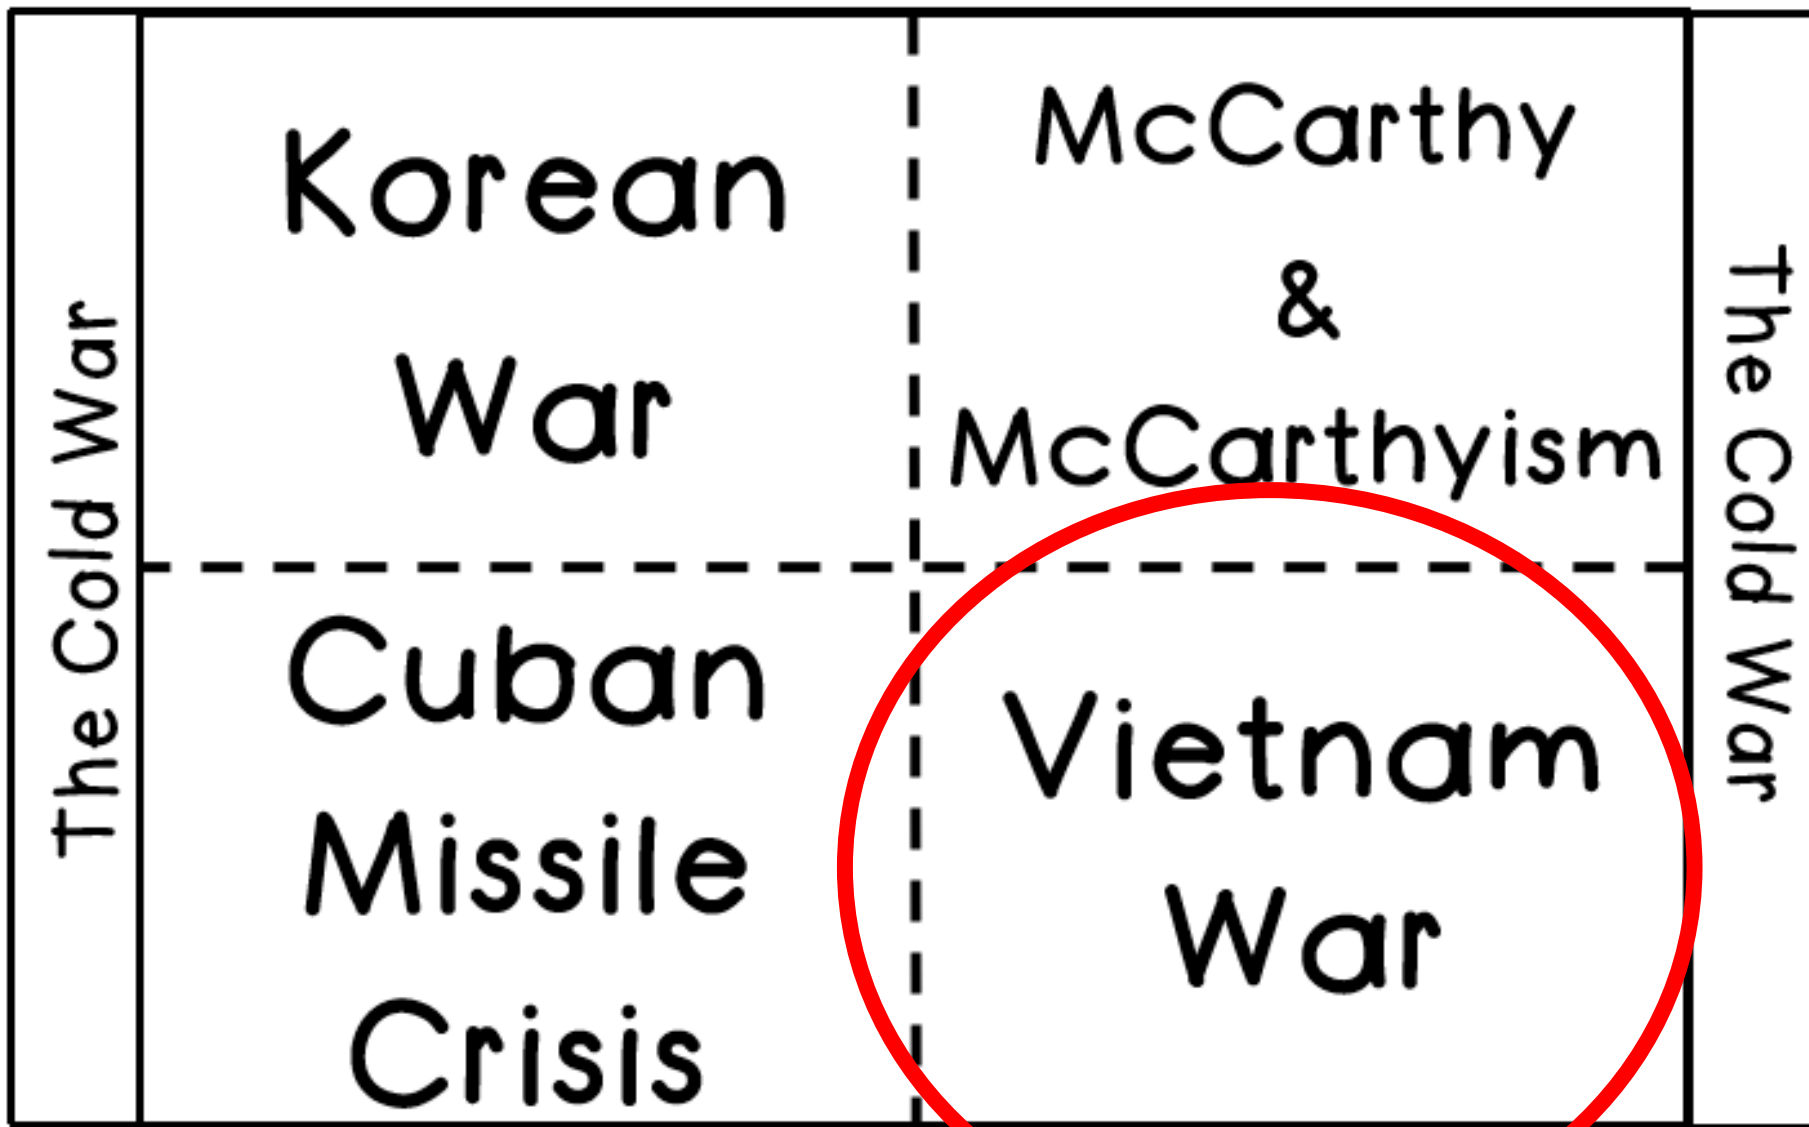 The Cold War
Korean
War
McCarthy
&
McCarthyism
Cuban
Missile
Crisis
Vietnam
War
The Cold War